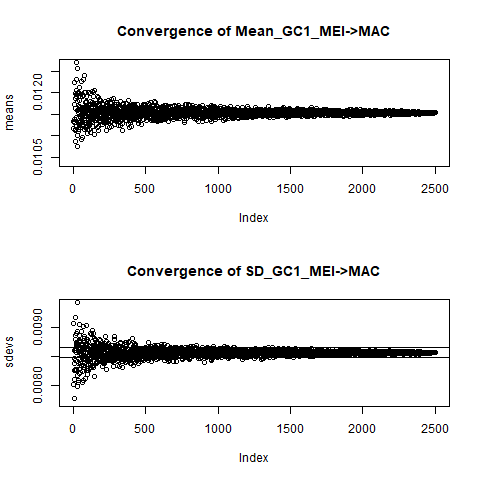 Convergence of Mean_GC1_MEI->MAC
means
0.0120
0.0105
0 500 1000 1500 2000 2500
Index
Convergence of SD_GC1_MEI->MAC
sdevs
0.0090
0.0080
0 500 1000 1500 2000 2500
Index